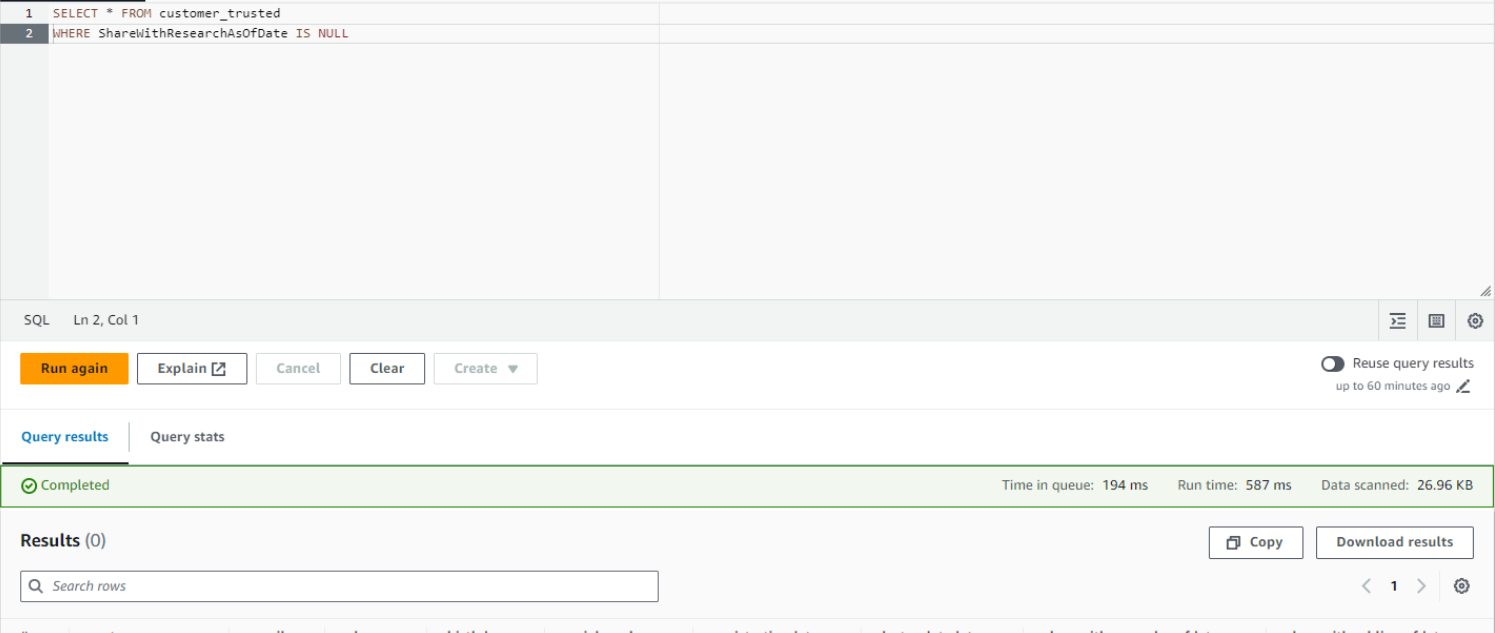 1 SELECT * FROM customer_trusted
2 WHERE ShareWithResearchAsOfDate IS NULL
SQL Ln 2, Col 1
Run again Explain Cancel Clear Create Reuse query results
up to 60 minutes ago
Query results Query stats
Completed Time in queue: 194 ms Run time: 587 ms Data scanned: 26.96 KB
Results (0) Copy Download results
Search rows 1